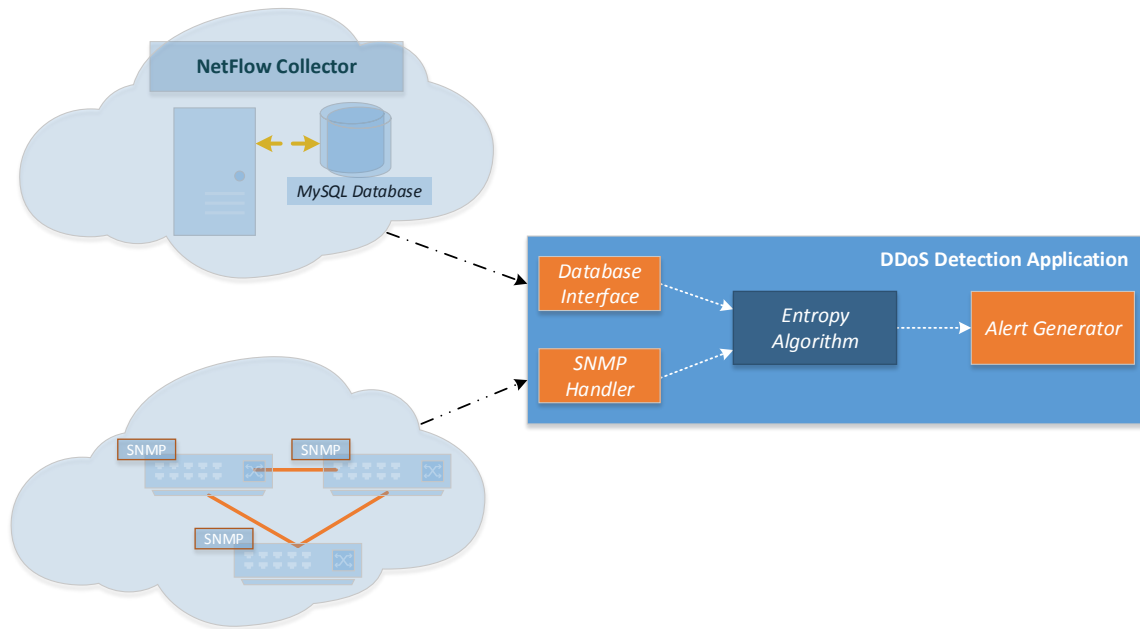 NetFlow Collector
MySQL Database
DDoS Detection Application
Database
Interface
Entropy
Algorithm
Alert Generator
SNMP
Handler
SNMP
SNMP
SNMP